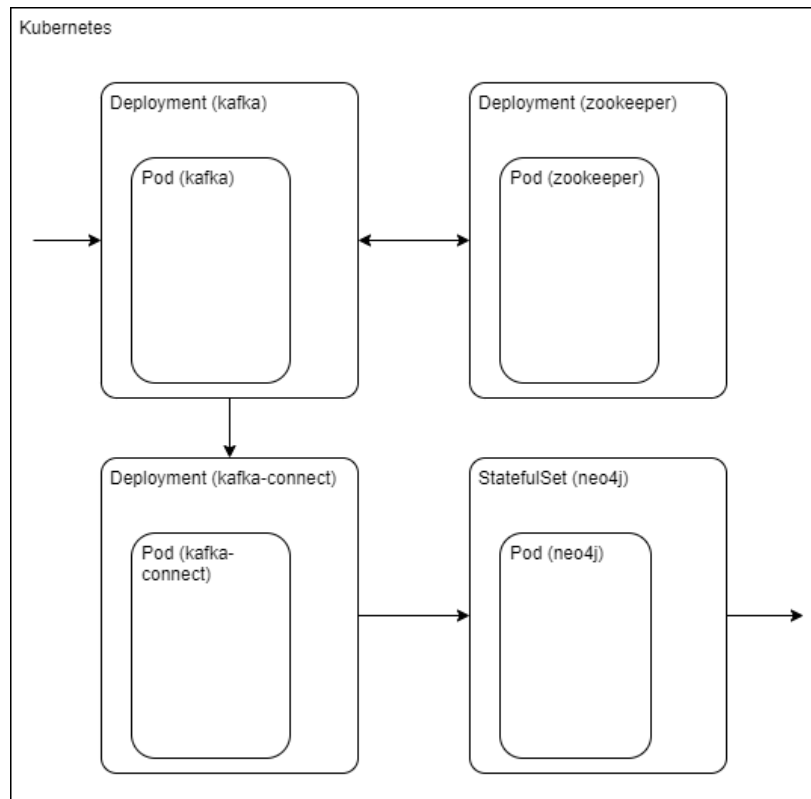 Kubernetes
Deployment (kafka)
Pod (kafka)
Deployment (zookeeper)
Pod (zookeeper)
Deployment (kafka-connect)
Pod (kafka-
connect)
StatefulSet (neo4j)
Pod (neo4j)